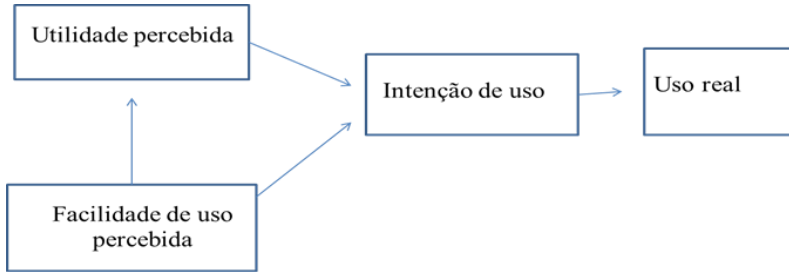 Utilidade percebida
Intenção de uso
Uso real
Facilidade de uso
percebida